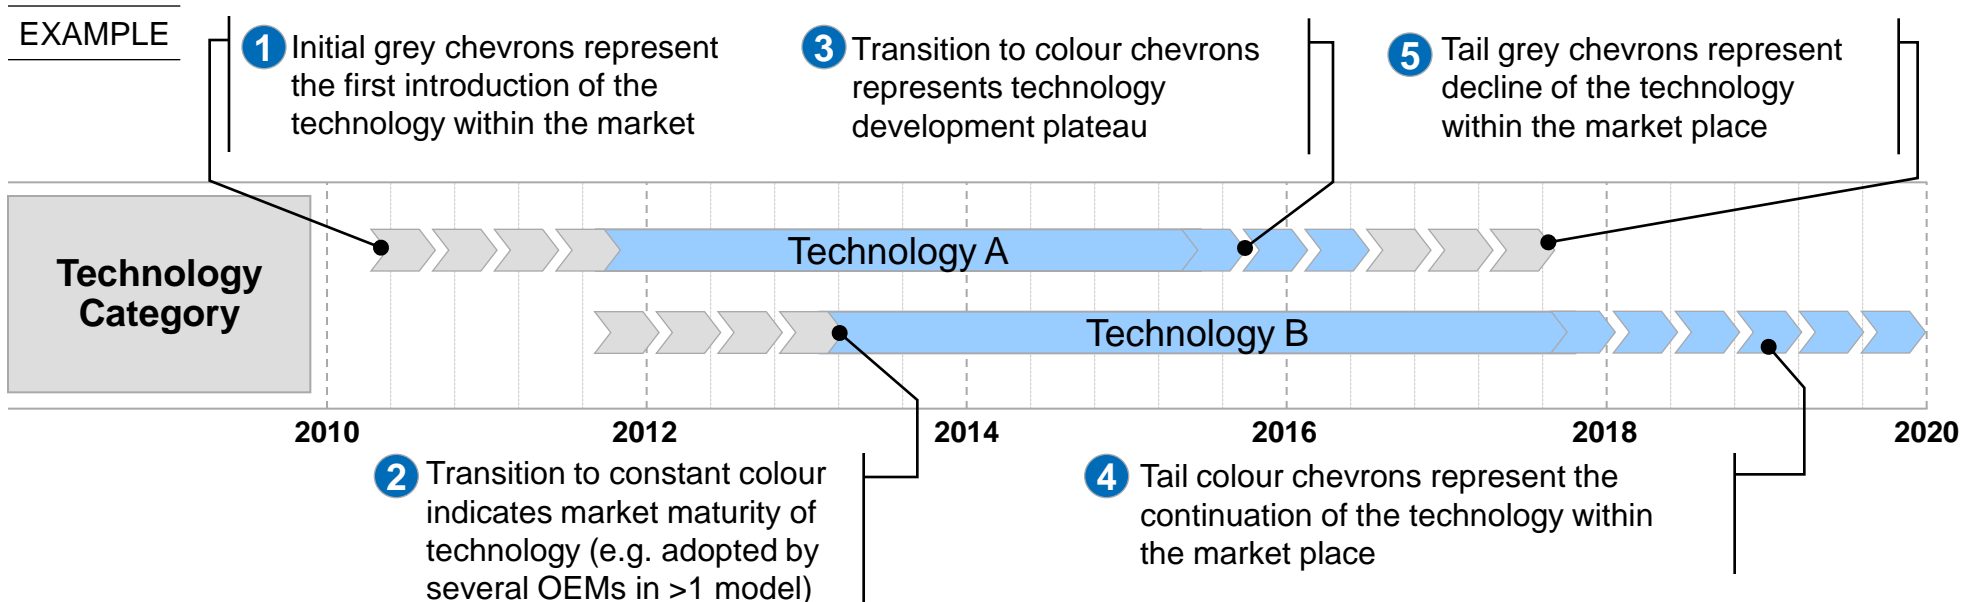 EXAMPLE
1 Initial grey chevrons represent
the first introduction of the
technology within the market
3 Transition to colour chevrons
represents technology
development plateau
5 Tail grey chevrons represent
decline of the technology
within the market place
Technology
Category
Technology A
Technology B
2010 2012 2014 2016 2018 2020
2 Transition to constant colour
indicates market maturity of
technology (e.g. adopted by
several OEMs in >1 model)
4 Tail colour chevrons represent the
continuation of the technology within
the market place